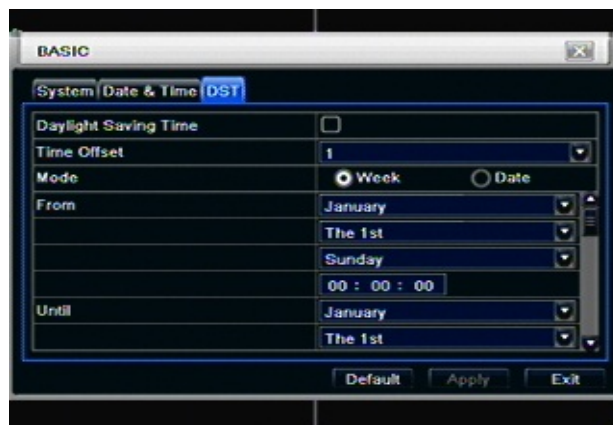 BASIC
System Date & Time DST
Daylight Saving Time
Time Offset 1
Mode Week Date
From January
The 1st
Sunday
00 : 00 : 00
Until January
The 1st
Default Apply Exit